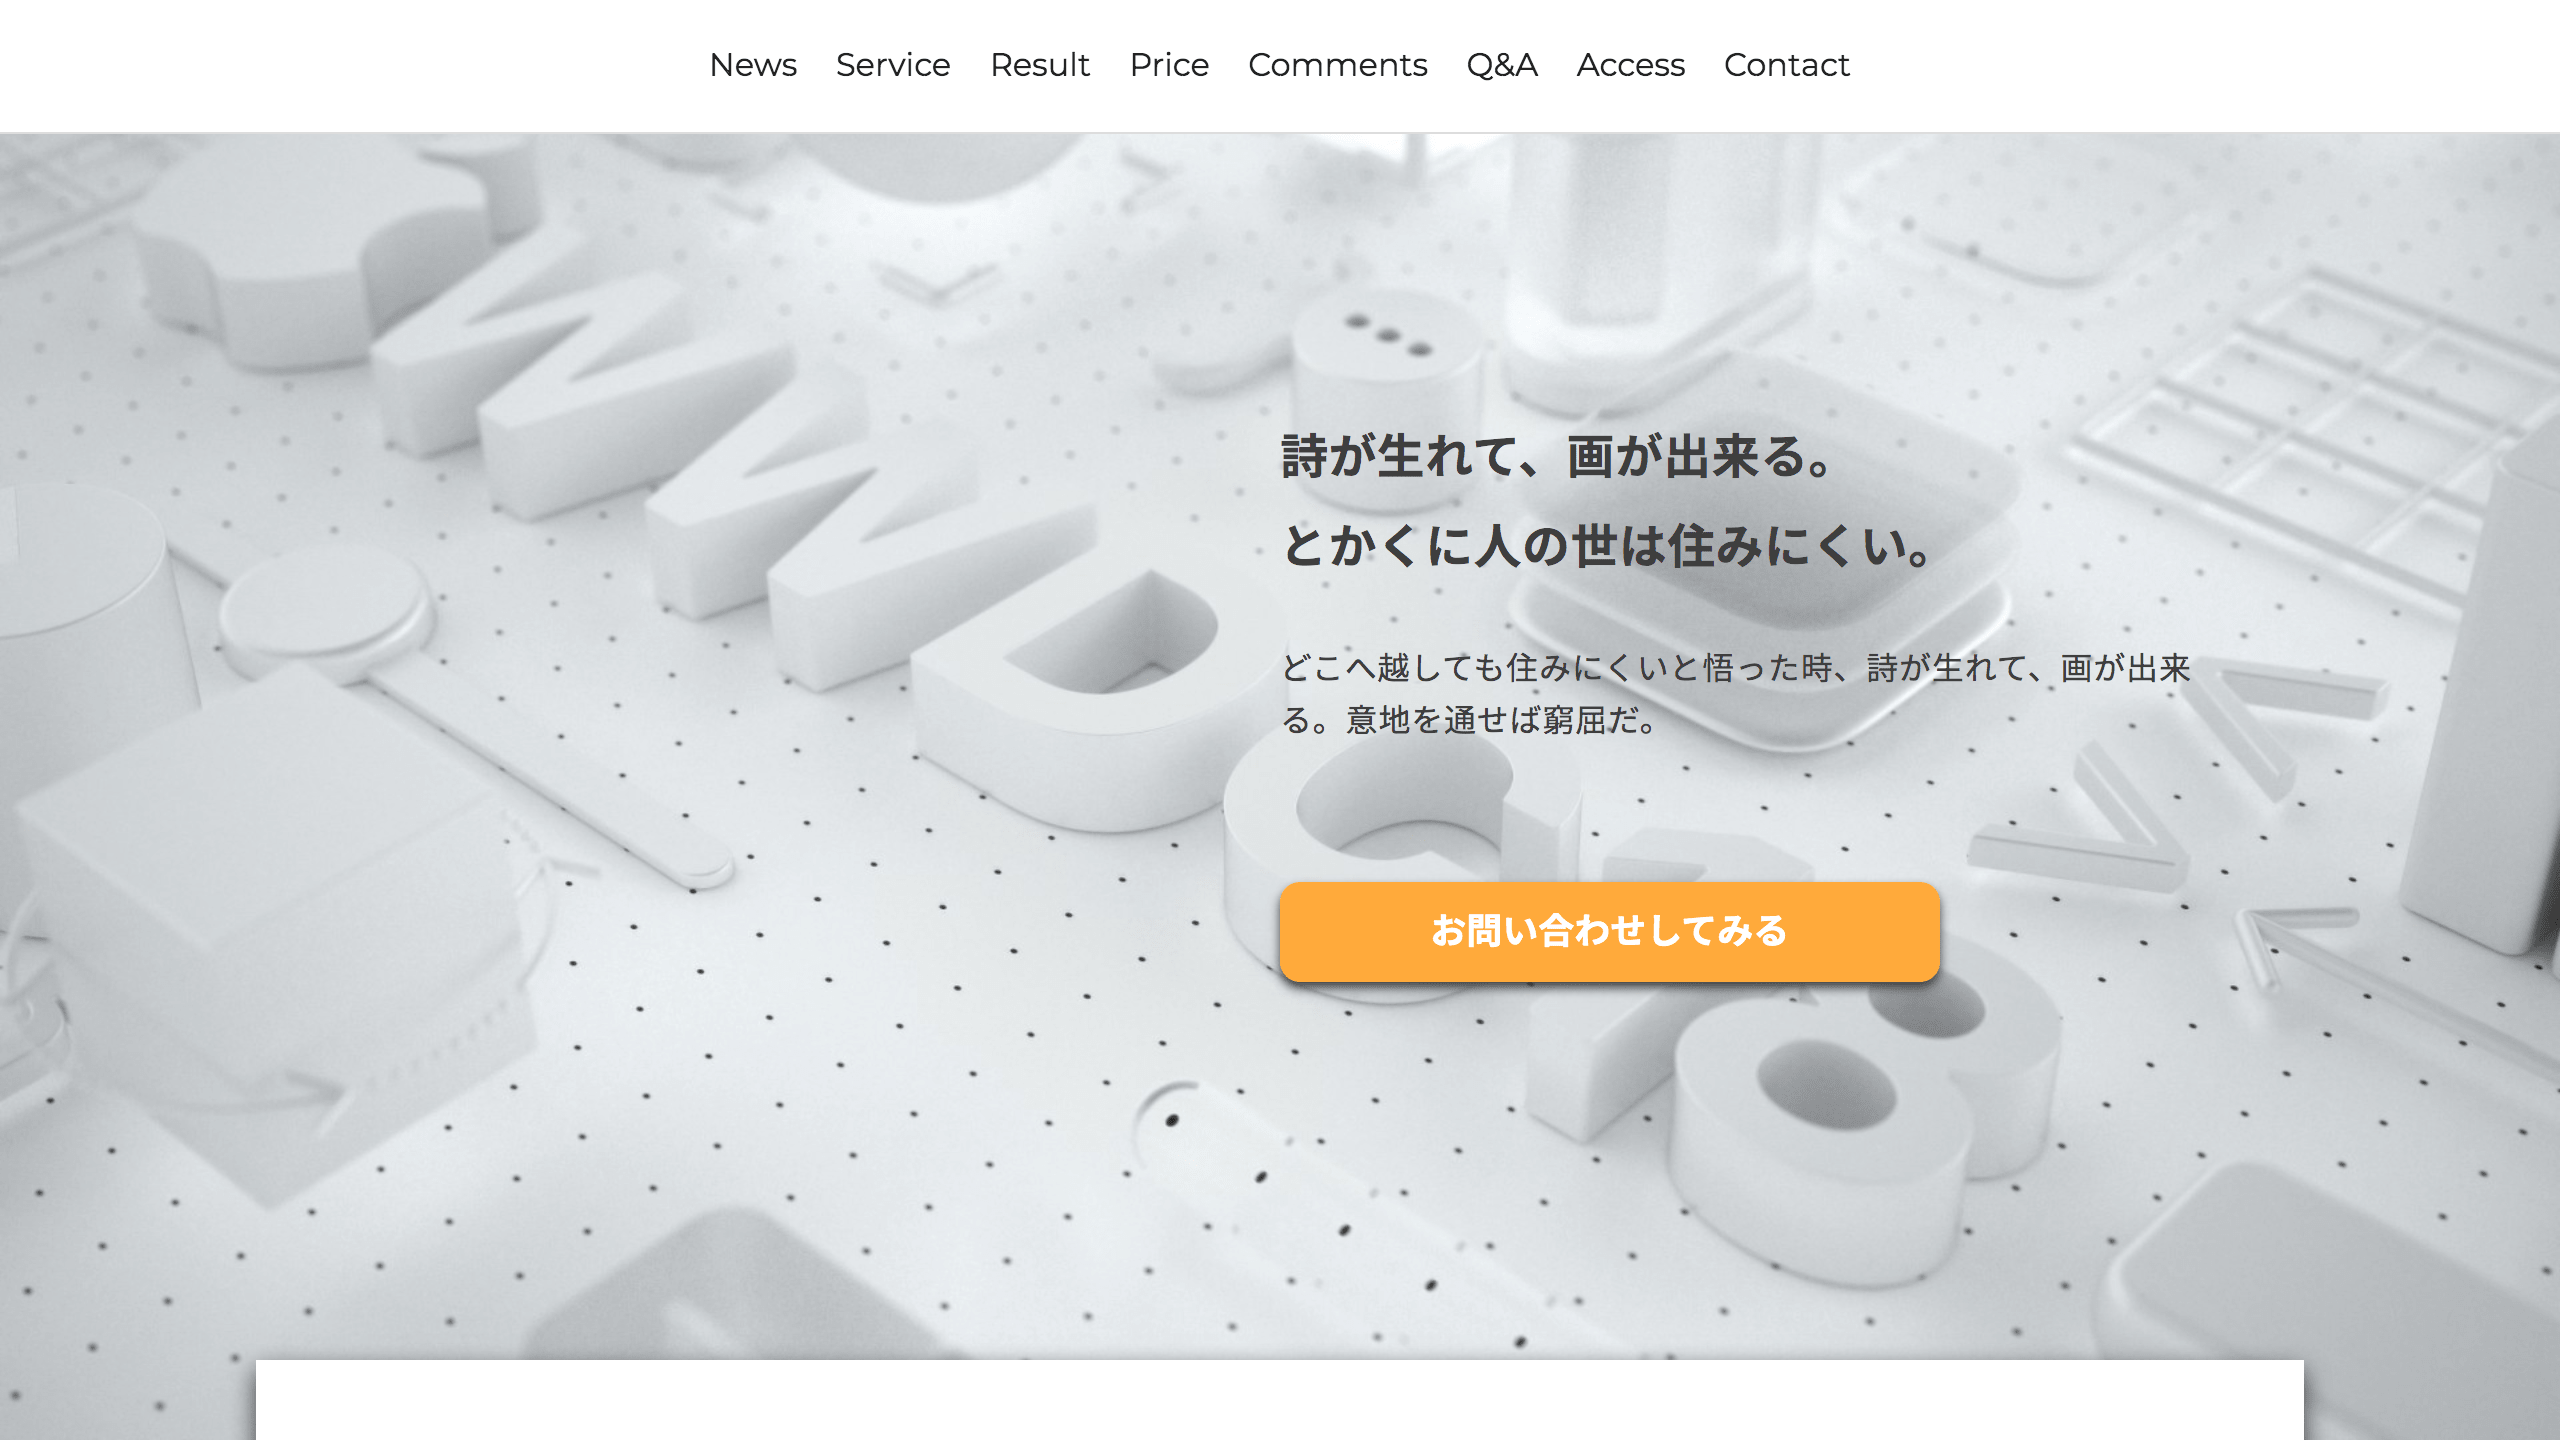 News Service Result Price Comments Q&A Access Contact
詩が生れて、画が出来る。
とかくに人の世は住みにくい。
どこへ越しても住みにくいと悟った時、詩が生れて、画が出来
る。意地を通せば窮屈だ。
お問い合わせしてみる
WWDC
18